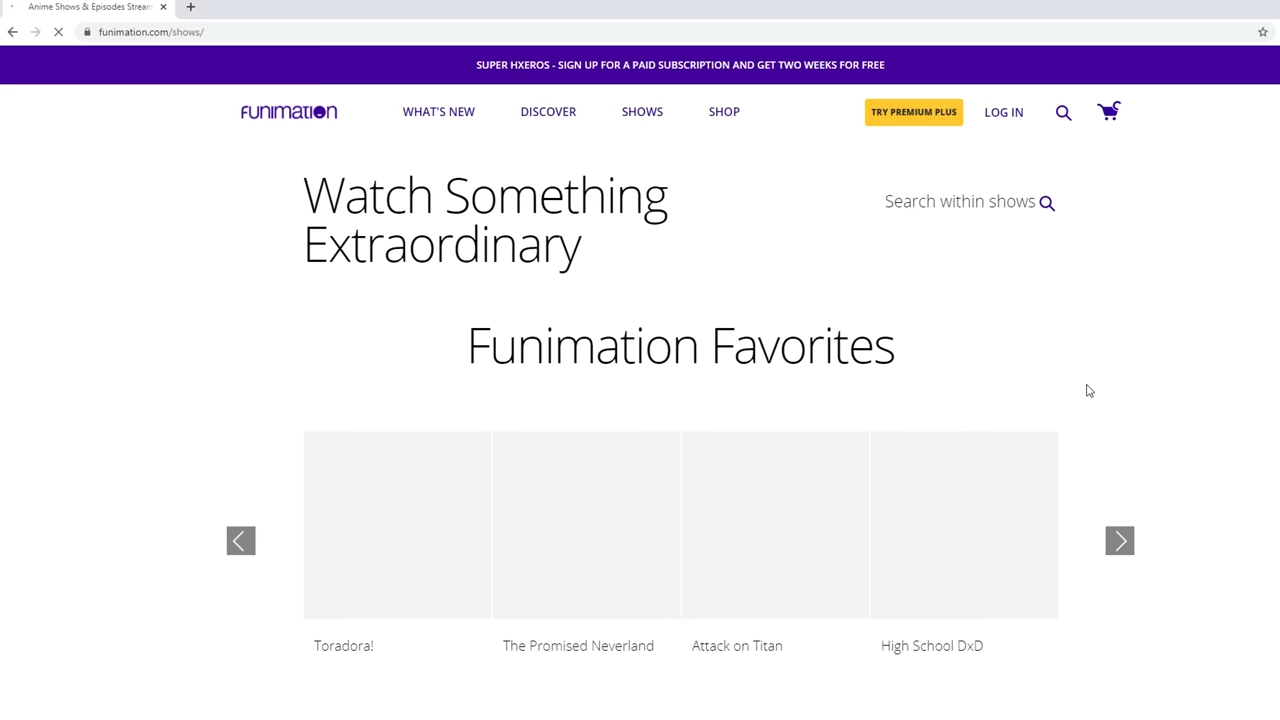 Anime Shows & Episodes Stream
funimation.com/shows/
SUPER HXEROS - SIGN UP FOR A PAID SUBSCRIPTION AND GET TWO WEEKS FOR FREE
FUNIMATION WHAT'S NEW DISCOVER SHOWS SHOP TRY PREMIUM PLUS LOG IN
Watch Something
Extraordinary
Search within shows
Funimation Favorites
Toradora! The Promised Neverland Attack on Titan High School DxD